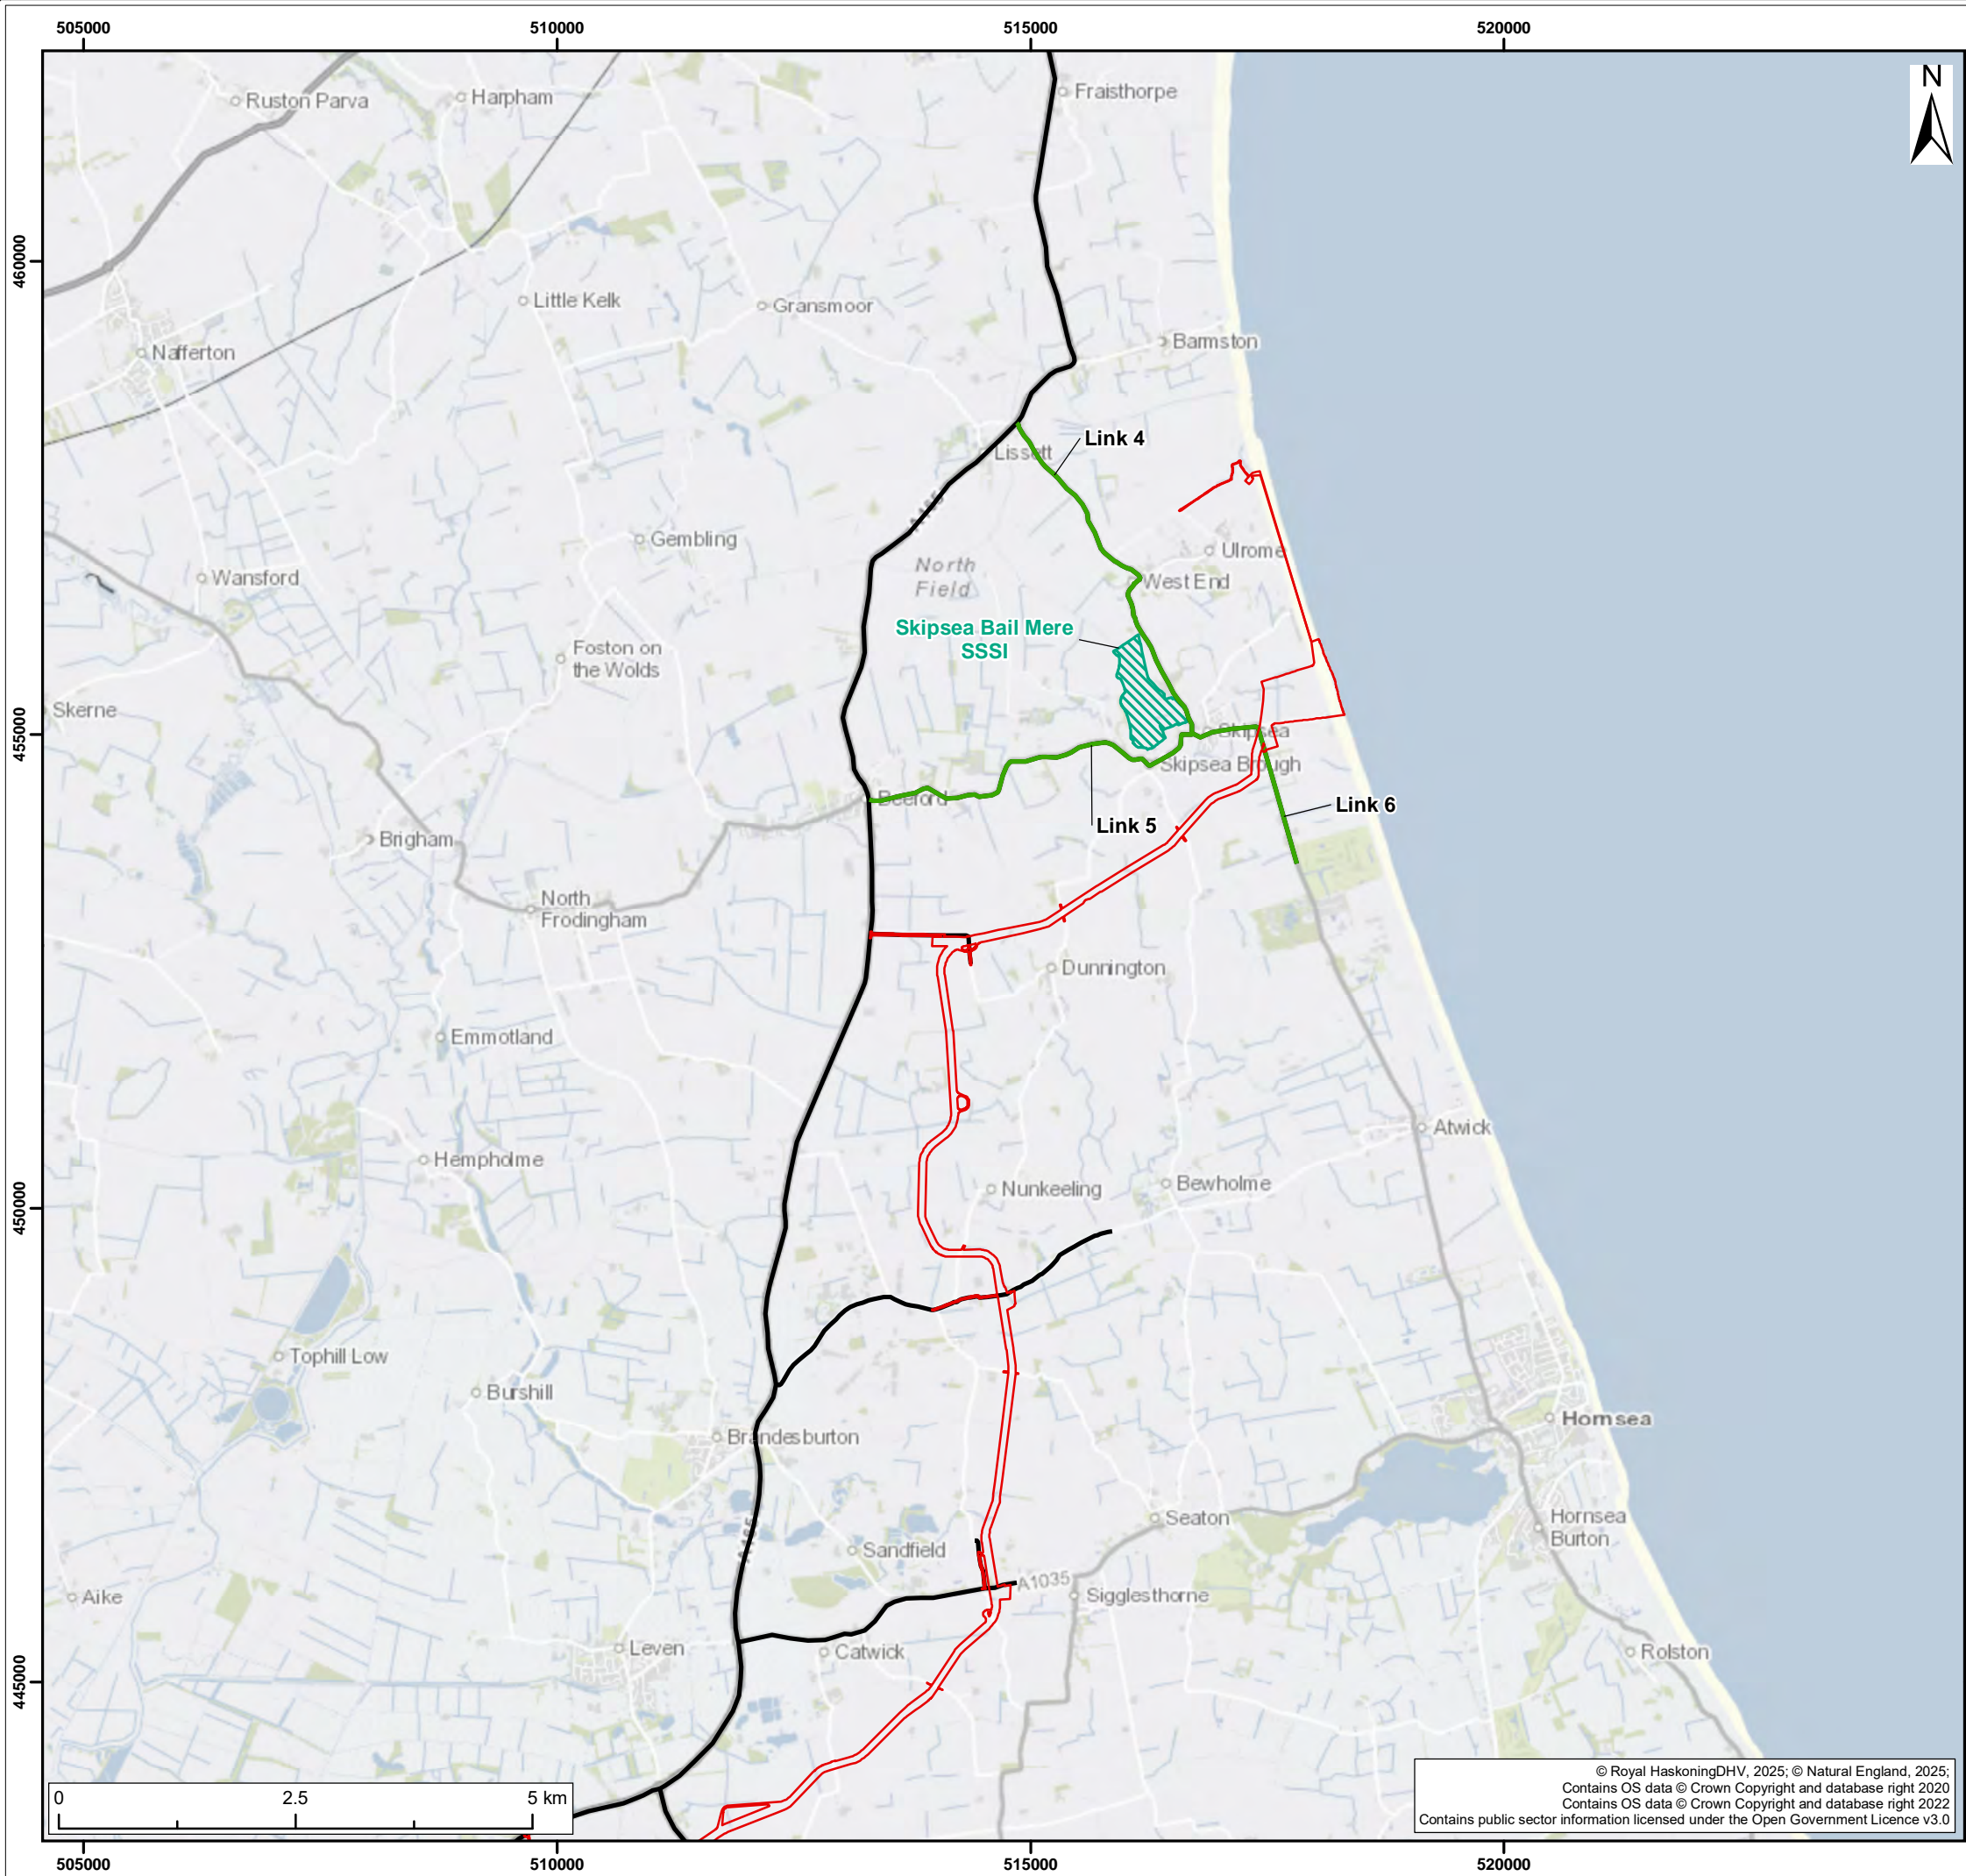 505000
510000
515000
520000
N
Ruston Parva
Harpham
Fraisthorpe
460000
Little Kelk
Gransmoor
Nafferton
Barmston
Link 4
Lissett
Gembling
North
Field
Ulrome
Wansford
West End
Skipsea Bail Mere
SSSI
Foston on
the Wolds
Skerne
455000
Skipsea
Skipsea Brough
Beeford
Link 6
Link 5
Brigham
North
Frodingham
Dunnington
Emmotland
Atwick
Hempholme
Nunkeeling
Bewholme
450000
Tophill Low
Burshill
Hornsea
Brandesburton
Seaton
Hornsea
Burton
Sandfield
A1035
Aike
Sigglesthorne
Leven
Catwick
Rolston
445000
0
2.5
5 km
© Royal HaskoningDHV, 2025; © Natural England, 2025;
Contains OS data © Crown Copyright and database right 2020
Contains OS data © Crown Copyright and database right 2022
Contains public sector information licensed under the Open Government Licence v3.0
505000
510000
515000
520000